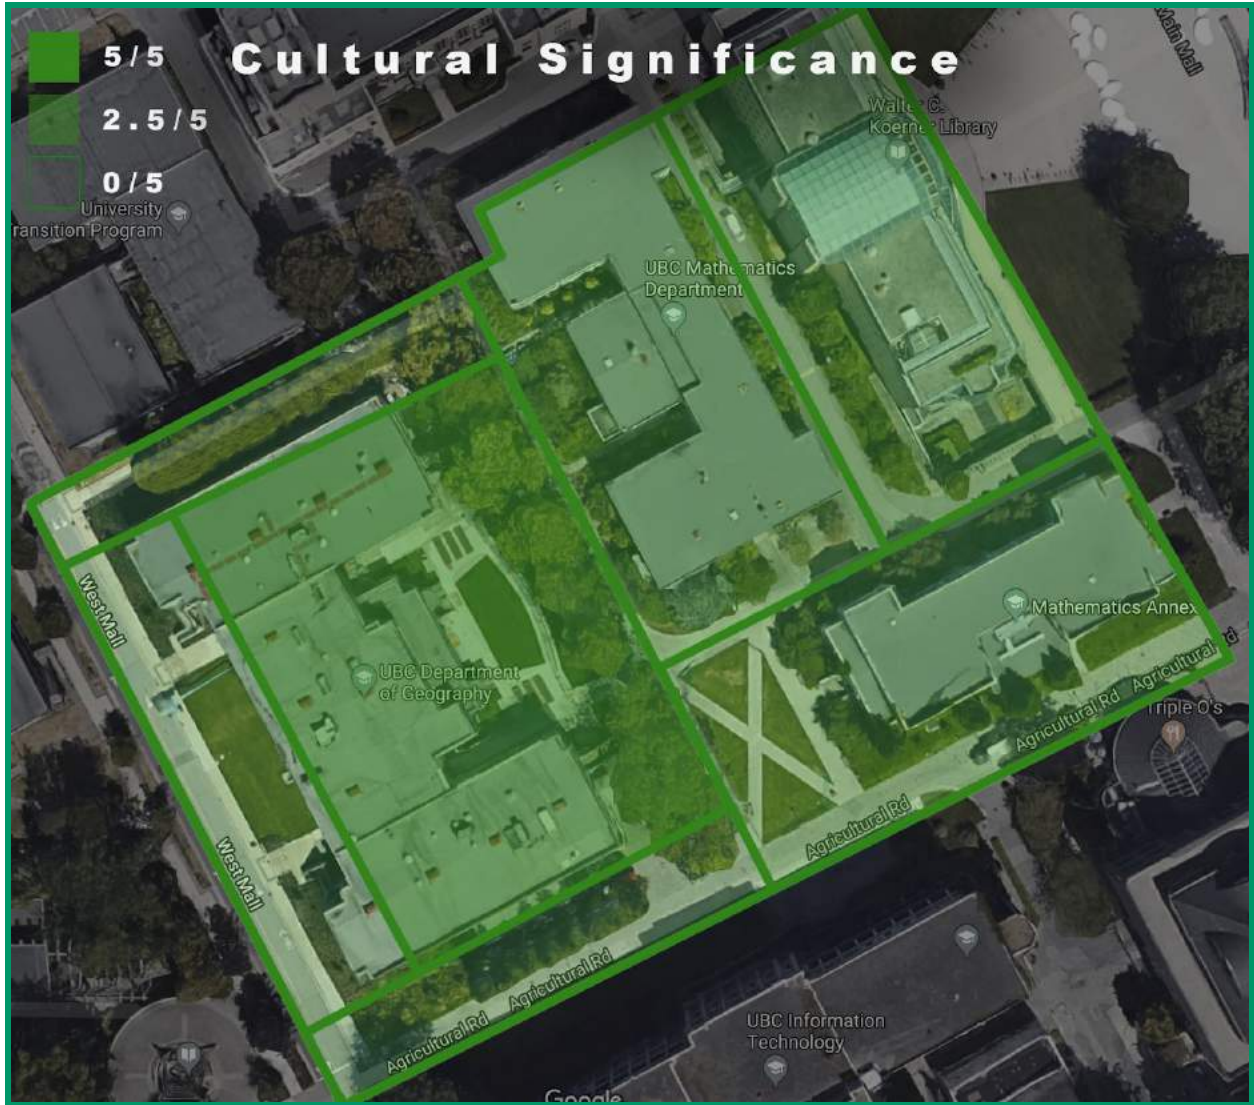 5/5
Cultural Significance
2.5/5
0/5
University
ransition Program
Main Mall
Walter C.
Koerner Library
UBC Mathematics
Department
West Mall
UBC Department
of Geography
Mathematics Annex
Agricultural Rd
Agricultural Rd
Triple O's
Agricultural Rd
West Mall
Agricultural Rd
Agricultural Rd
UBC Information
Technology
Google